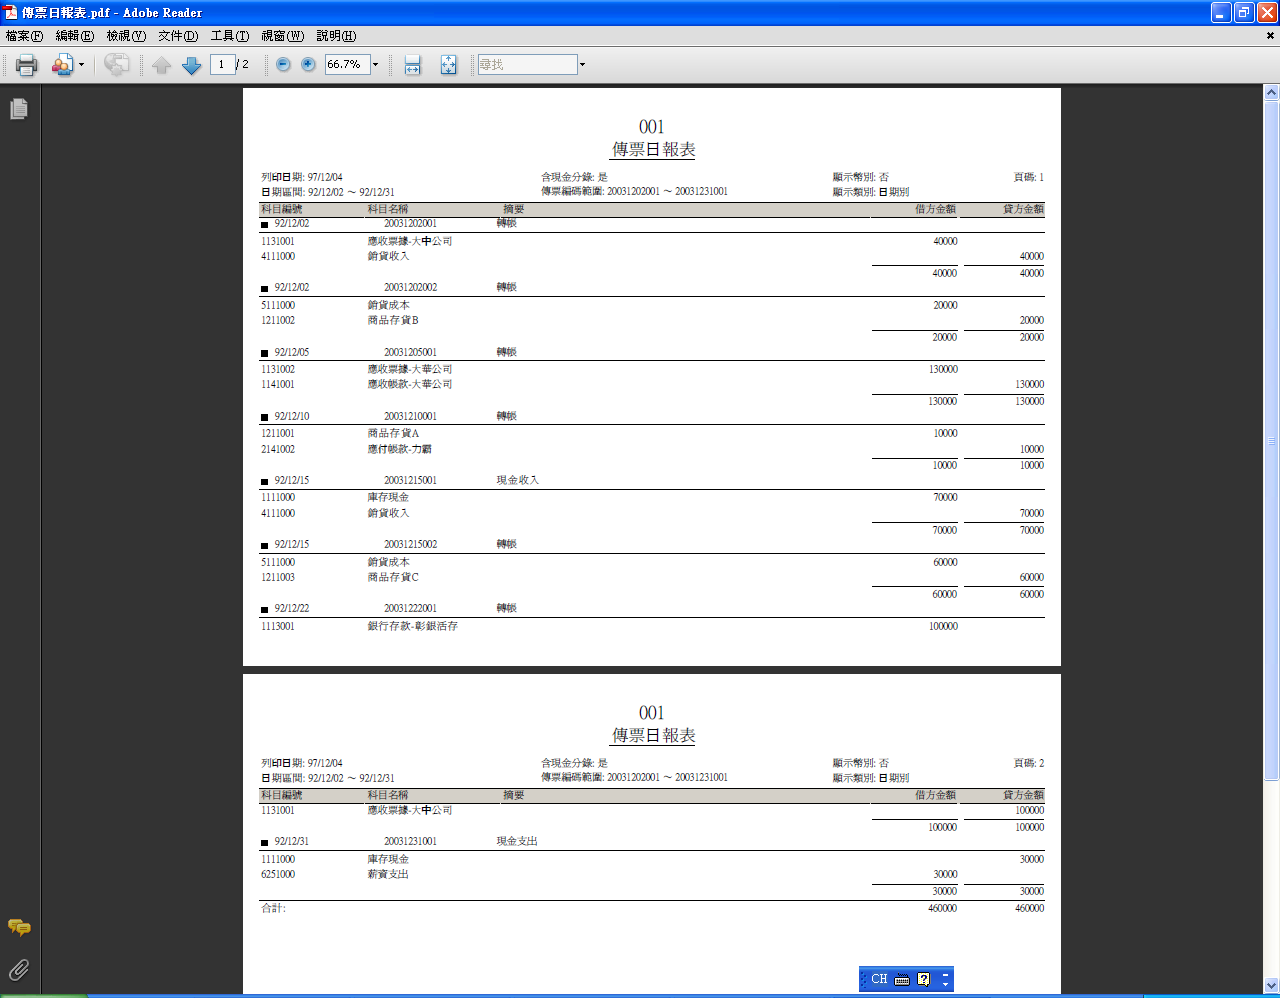 傳票日報表.pdf - Adobe Reader
檔案(F) 編輯(E) 檢視(V) 文件(D) 工具(T) 視窗(W) 說明(H)
1 / 2 66.7% 尋找
001
傳票日報表
列印日期: 97/12/04 含現金分錄: 是 顯示幣別: 否 頁碼: 1
日期區間: 92/12/02 ～ 92/12/31 傳票編碼範圍: 20031202001 ～ 20031231001 顯示類別: 日期別
科目編號 科目名稱 摘要 借方金額 貸方金額
■ 92/12/02 20031202001 轉帳
1131001 應收票據-大中公司 40000
4111000 銷貨收入 40000
40000 40000
■ 92/12/02 20031202002 轉帳
5111000 銷貨成本 20000
1211002 商品存貨B 20000
20000 20000
■ 92/12/05 20031205001 轉帳
1131002 應收票據-大華公司 130000
1141001 應收帳款-大華公司 130000
130000 130000
■ 92/12/10 20031210001 轉帳
1211001 商品存貨A 10000
2141002 應付帳款-力霸 10000
10000 10000
■ 92/12/15 20031215001 現金收入
1111000 庫存現金 70000
4111000 銷貨收入 70000
70000 70000
■ 92/12/15 20031215002 轉帳
5111000 銷貨成本 60000
1211003 商品存貨C 60000
60000 60000
■ 92/12/22 20031222001 轉帳
1113001 銀行存款-彰銀活存 100000
001
傳票日報表
列印日期: 97/12/04 含現金分錄: 是 顯示幣別: 否 頁碼: 2
日期區間: 92/12/02 ～ 92/12/31 傳票編碼範圍: 20031202001 ～ 20031231001 顯示類別: 日期別
科目編號 科目名稱 摘要 借方金額 貸方金額
1131001 應收票據-大中公司 100000
100000 100000
■ 92/12/31 20031231001 現金支出
1111000 庫存現金 30000
6251000 薪資支出 30000
30000 30000
合計: 460000 460000
CH